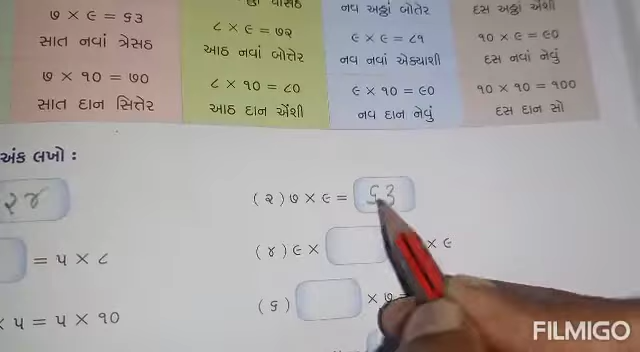 ૭ × ૯ = ૬૩
સાત નવાં ત્રેસઠ
૭ × ૧૦ = ૭૦
સાત દાન સિત્તેર
૮ × ૯ = ૭૨
આઠ નવાં બોત્તેર
૮ × ૧૦ = ૮૦
આઠ દાન એંશી
નવ અઠ્ઠાં બોતેર
૯ × ૯ = ૮૧
નવ નવાં એક્યાશી
૯ × ૧૦ = ૯૦
નવ દાન નેવું
દસ અઠ્ઠાં એંશી
૧૦ × ૯ = ૯૦
દસ નવાં નેવું
૧૦ × ૧૦ = ૧૦૦
દસ દાન સો
અંક લખો :
૨૪
(૨) ૭ × ૯ = ૬૩
= ૫ × ૮
(૪) ૯ × × ૯
× ૫ = ૫ × ૧૦
(૬) × ૭ =
FILMIGO